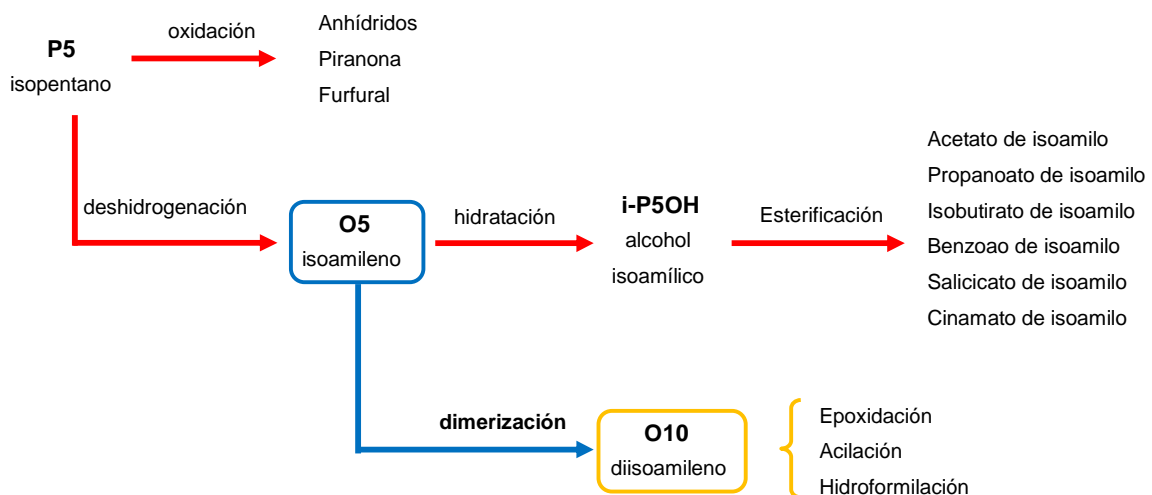 P5
isopentano
oxidación
Anhídridos
Piranona
Furfural
deshidrogenación
O5
isoamileno
hidratación
i-P5OH
alcohol
isoamílico
Esterificación
Acetato de isoamilo
Propanoato de isoamilo
Isobutirato de isoamilo
Benzoao de isoamilo
Salicicato de isoamilo
Cinamato de isoamilo
dimerización
O10
diisoamileno
Epoxidación
Acilación
Hidroformilación